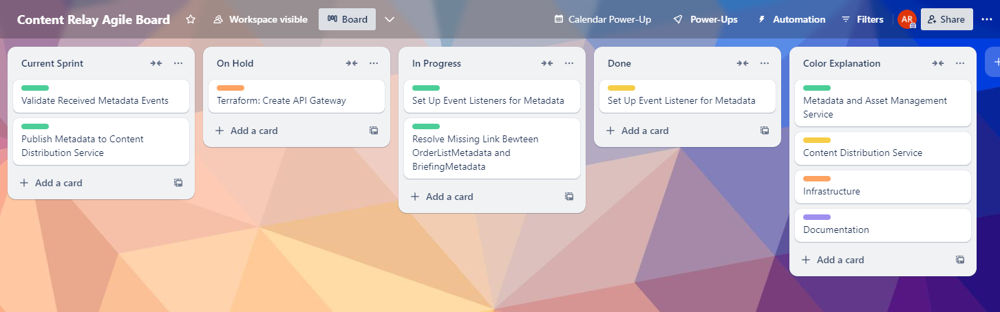 Content Relay Agile Board
Workspace visible
Board
Calendar Power-Up
Power-Ups
Automation
Filters
AR
Share
Current Sprint
Validate Received Metadata Events
Publish Metadata to Content
Distribution Service
Add a card
On Hold
Terraform: Create API Gateway
Add a card
In Progress
Set Up Event Listeners for Metadata
Resolve Missing Link Bewteen
OrderListMetadata and
BriefingMetadata
Add a card
Done
Set Up Event Listener for Metadata
Add a card
Color Explanation
Metadata and Asset Management
Service
Content Distribution Service
Infrastructure
Documentation
Add a card